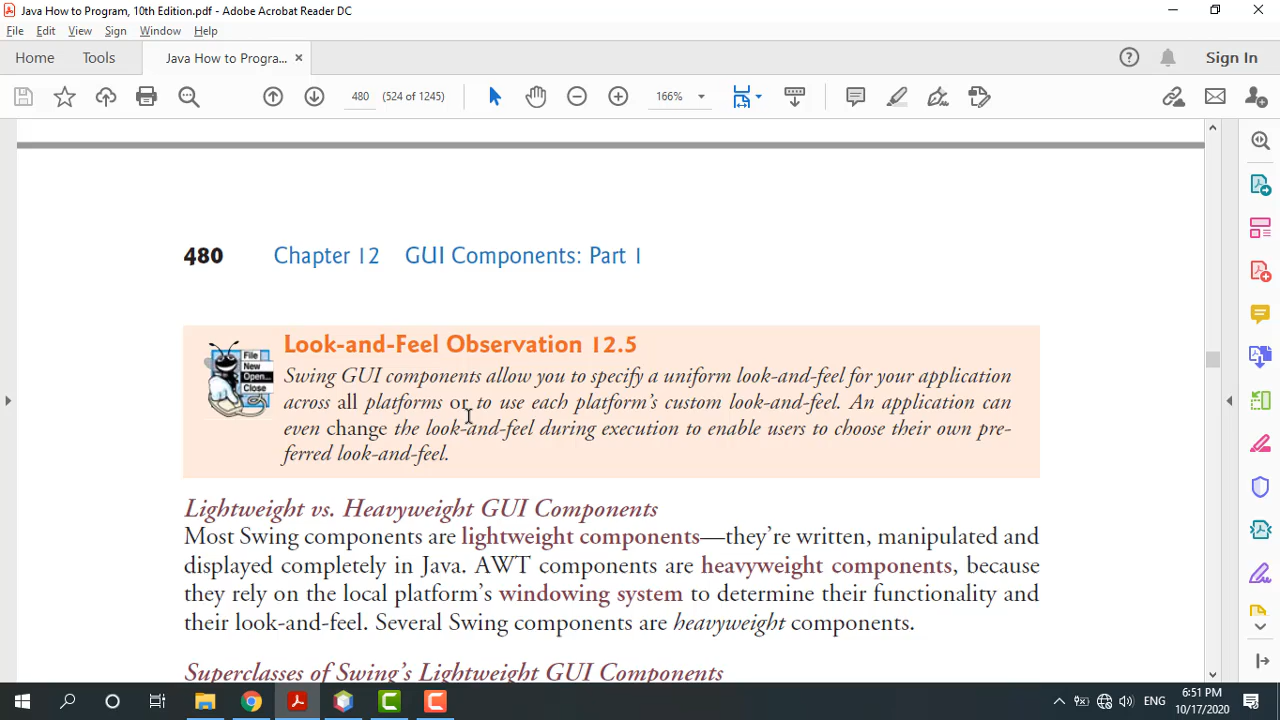 Java How to Program, 10th Edition.pdf - Adobe Acrobat Reader DC
File Edit View Sign Window Help
Home Tools Java How to Progra... × Sign In
480 (524 of 1245) 166%
480 Chapter 12 GUI Components: Part 1
Look-and-Feel Observation 12.5
File
New
Open...
Close
Swing GUI components allow you to specify a uniform look-and-feel for your application
across all platforms or to use each platform's custom look-and-feel. An application can
even change the look-and-feel during execution to enable users to choose their own pre-
ferred look-and-feel.
Lightweight vs. Heavyweight GUI Components
Most Swing components are lightweight components—they're written, manipulated and
displayed completely in Java. AWT components are heavyweight components, because
they rely on the local platform's windowing system to determine their functionality and
their look-and-feel. Several Swing components are heavyweight components.
Superclasses of Swing's Lightweight GUI Components
ENG 6:51 PM
10/17/2020